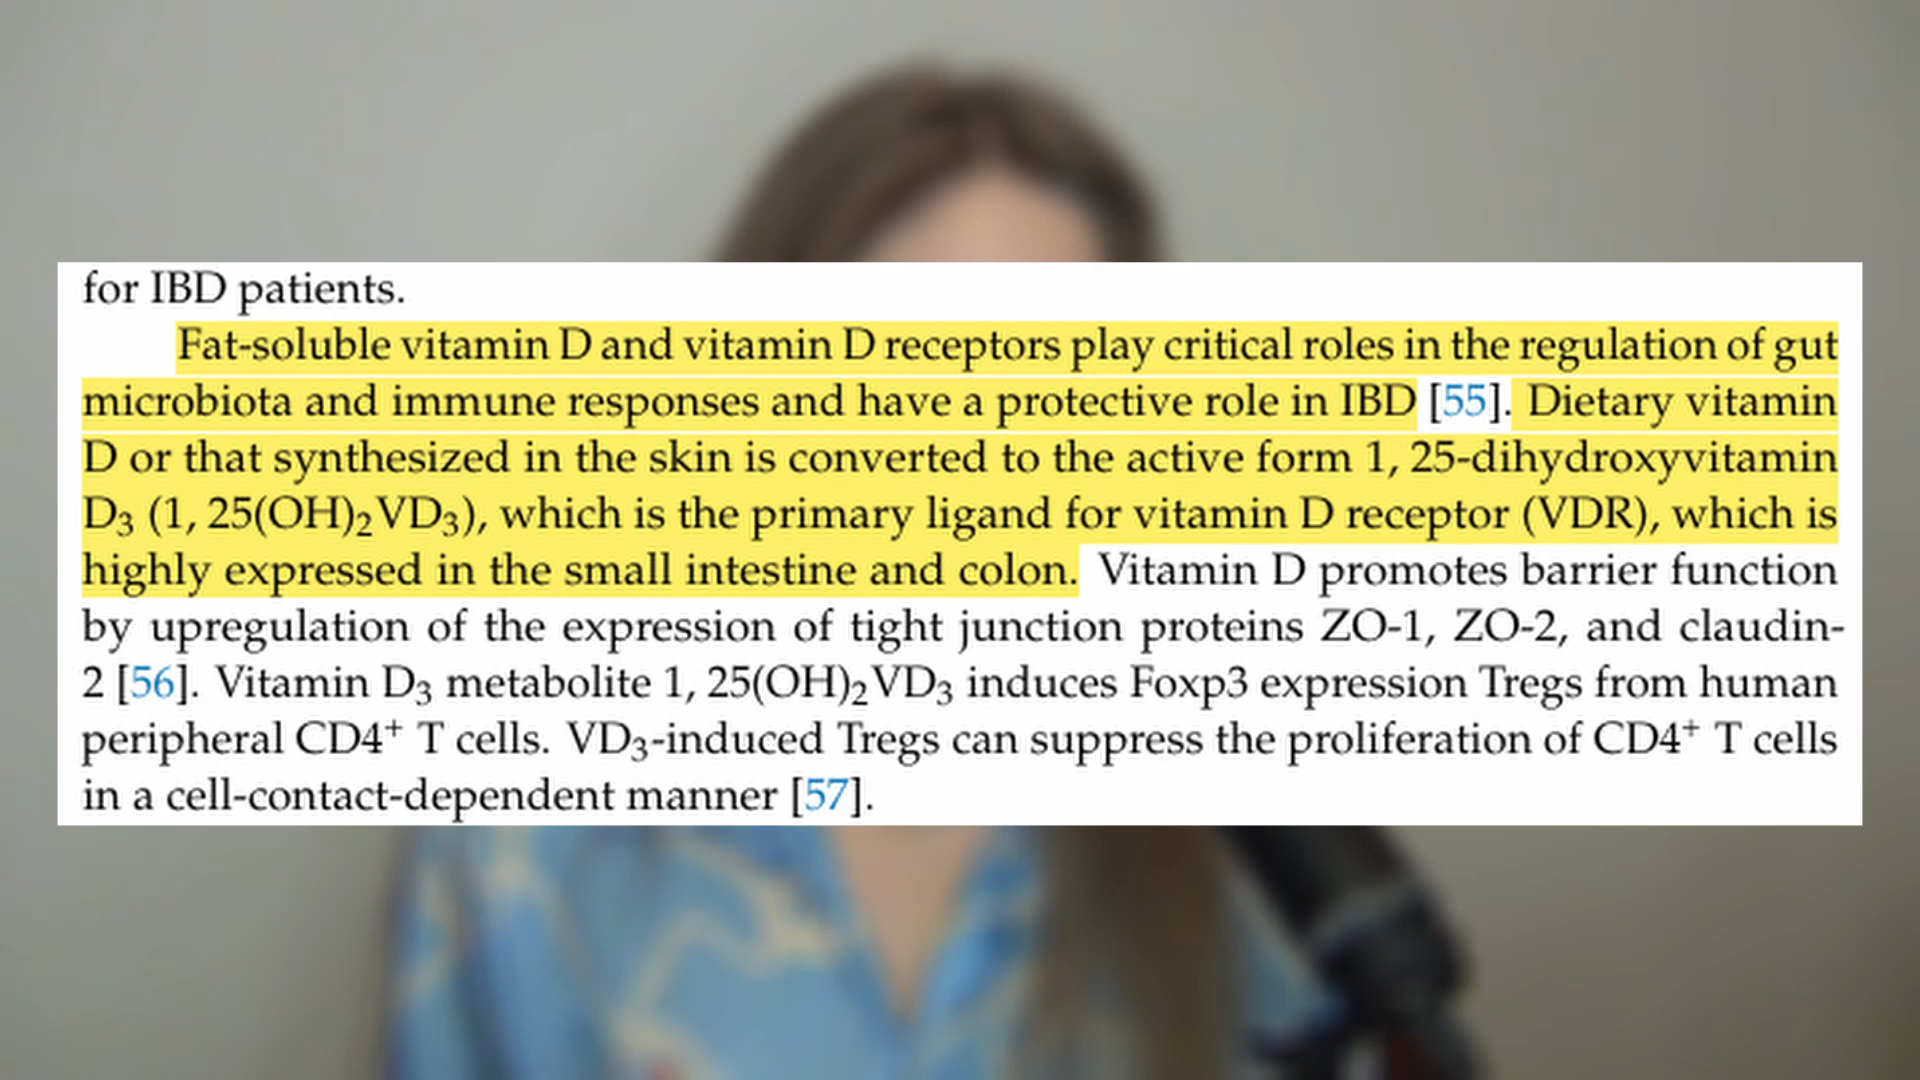 for IBD patients.
Fat-soluble vitamin D and vitamin D receptors play critical roles in the regulation of gut
microbiota and immune responses and have a protective role in IBD [55]. Dietary vitamin
D or that synthesized in the skin is converted to the active form 1, 25-dihydroxyvitamin
D₃ (1, 25(OH)₂VD₃), which is the primary ligand for vitamin D receptor (VDR), which is
highly expressed in the small intestine and colon. Vitamin D promotes barrier function
by upregulation of the expression of tight junction proteins ZO-1, ZO-2, and claudin-
2 [56]. Vitamin D₃ metabolite 1, 25(OH)₂VD₃ induces Foxp3 expression Tregs from human
peripheral CD4⁺ T cells. VD₃-induced Tregs can suppress the proliferation of CD4⁺ T cells
in a cell-contact-dependent manner [57].